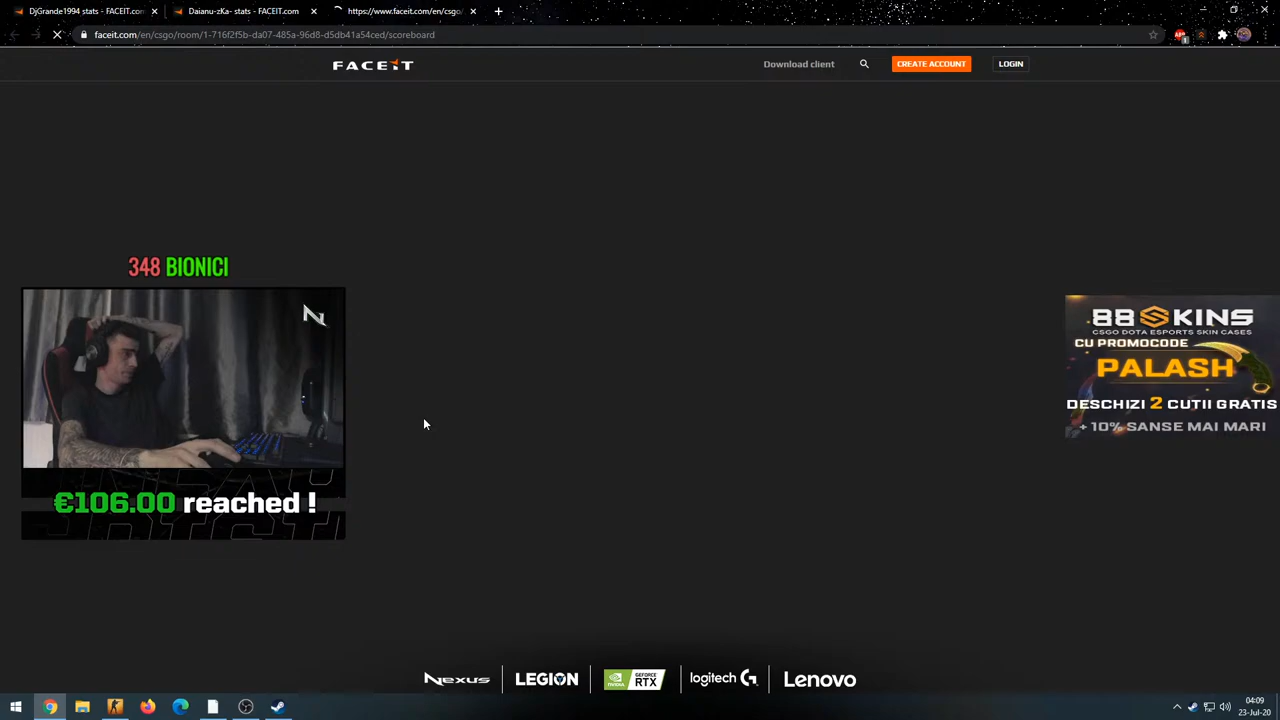 DjGrande1994 stats - FACEIT.com
Daianu-zKa- stats - FACEIT.com
https://www.faceit.com/en/csgo/
faceit.com/en/csgo/room/1-716f2f5b-da07-485a-96d8-d5db41a54ced/scoreboard
FACEIT
Download client
CREATE ACCOUNT
LOGIN
348 BIONICI
€106.00 reached !
88SKINS
CSGO DOTA ESPORTS SKIN CASES
CU PROMOCODE
PALASH
DESCHIZI 2 CUTII GRATIS
+ 10% SANSE MAI MARI
Nexus
LEGION
NVIDIA
GEFORCE
RTX
logitech G
Lenovo
04:09
23-Jul-20